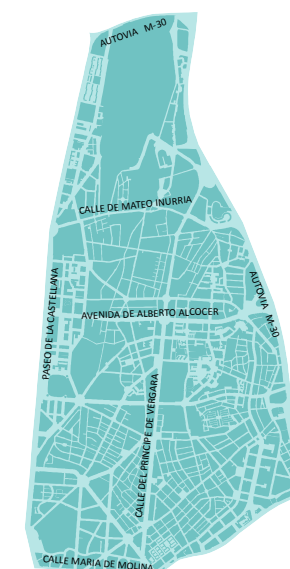 AUTOVIA M-30
CALLE DE MATEO INURRIA
PASEO DE LA CASTELLANA
AUTOVIA M-30
AVENIDA DE ALBERTO ALCOCER
CALLE DEL PRINCIPE DE VERGARA
CALLE MARIA DE MOLINA